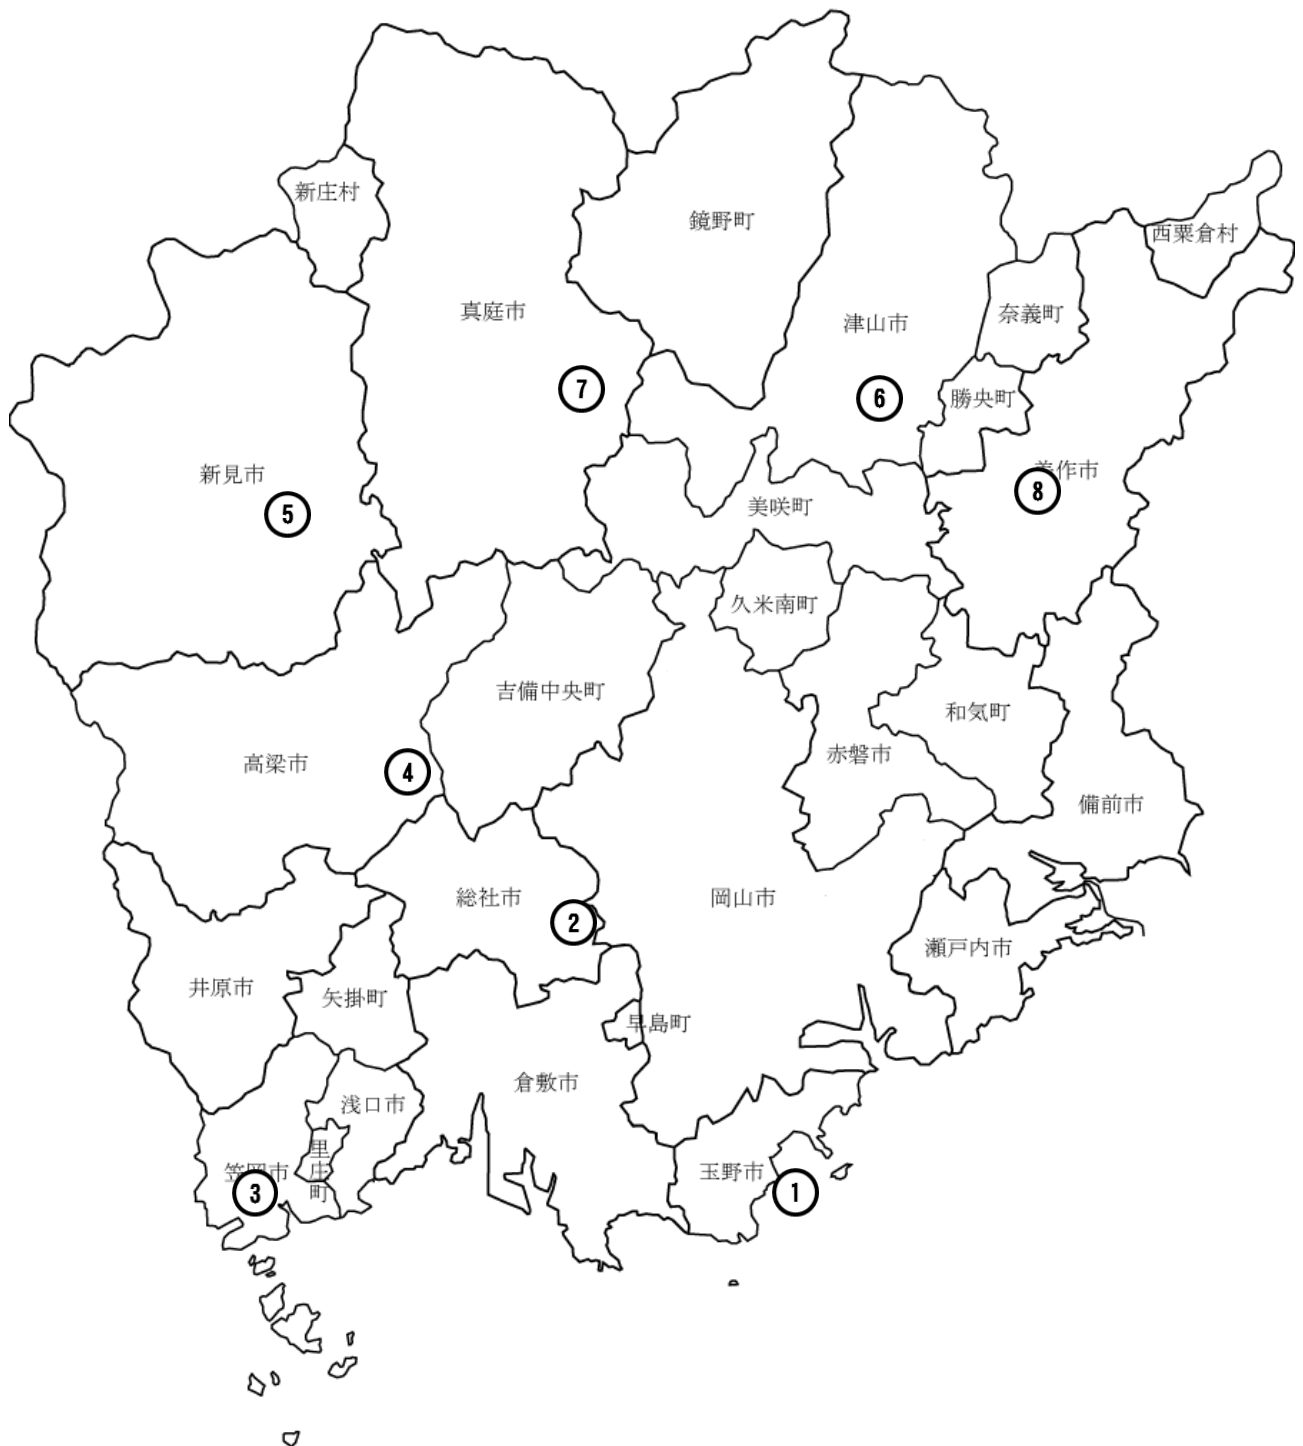 新庄村
鏡野町
西粟倉村
真庭市
津山市
奈義町
7
6
勝央町
新見市
作市
8
5
美咲町
久米南町
吉備中央町
和気町
高梁市
4
赤磐市
備前市
総社市
岡山市
2
瀬戸内市
井原市
矢掛町
早島町
倉敷市
浅口市
里庄町
笠岡市
3
玉野市
1